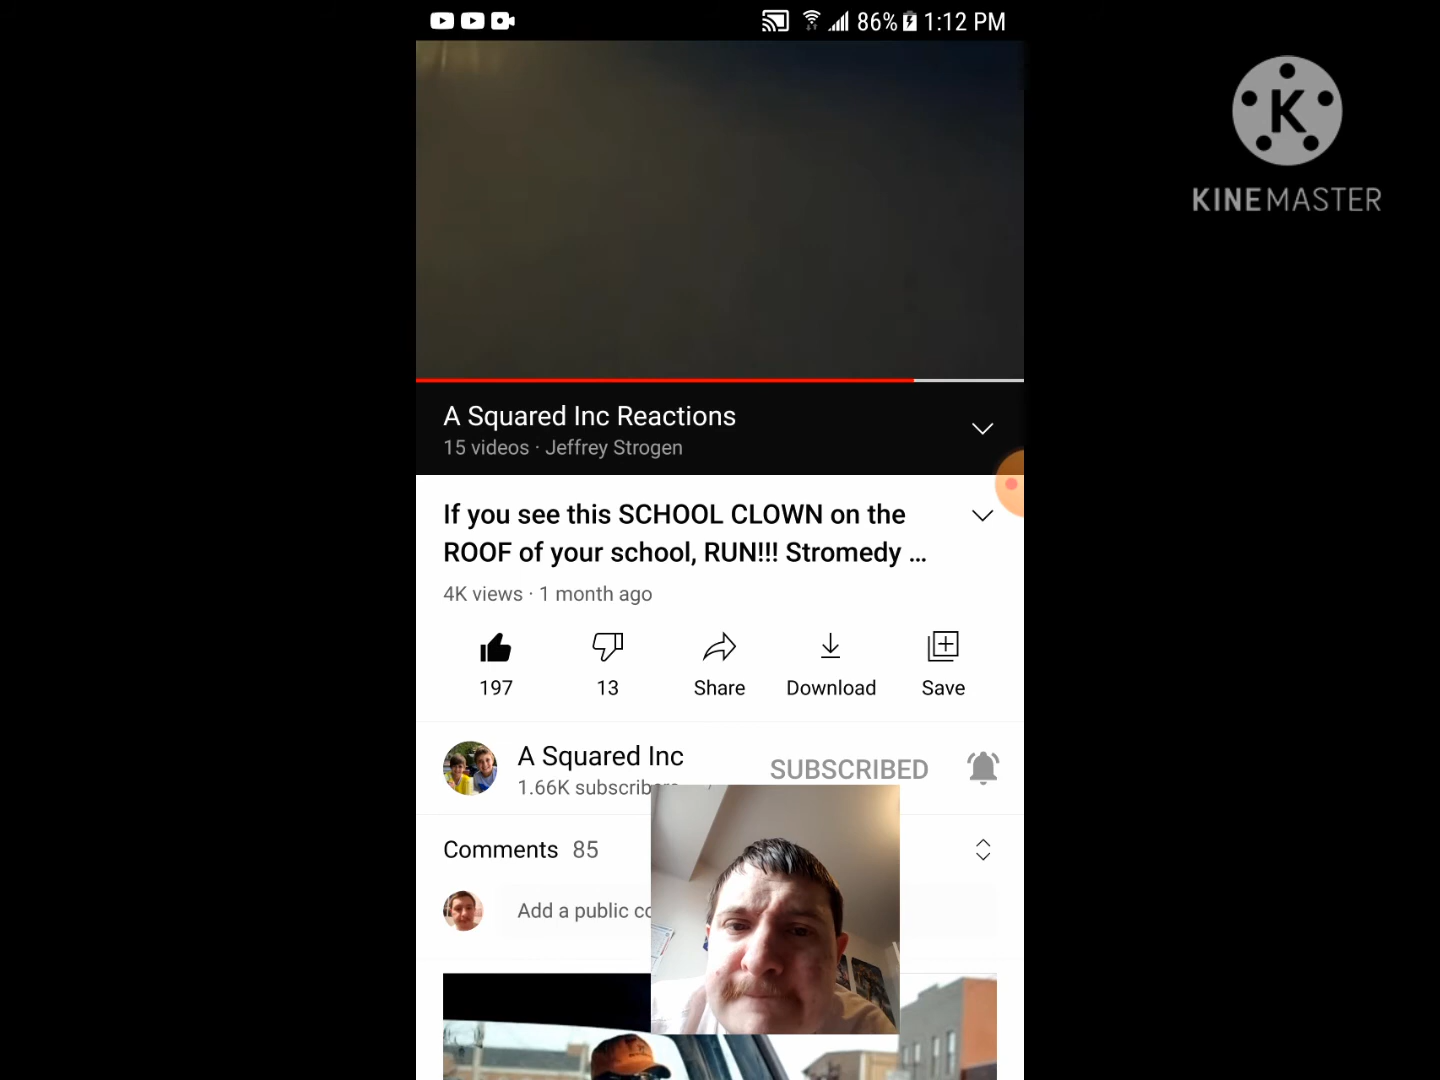 86% 1:12 PM
K
KINEMASTER
A Squared Inc Reactions
15 videos · Jeffrey Strogen
If you see this SCHOOL CLOWN on the
ROOF of your school, RUN!!! Stromedy ...
4K views · 1 month ago
197 13 Share Download Save
A Squared Inc SUBSCRIBED
1.66K
Comments 85
Add a public